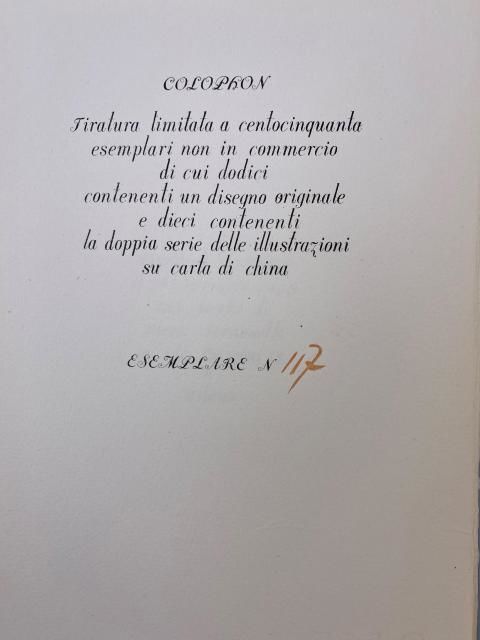 COLOPHON
Tiratura limitata a centocinquanta
esemplari non in commercio
di cui dodici
contenenti un disegno originale
e dieci contenenti
la doppia serie delle illustrazioni
su carta di china
ESEMPLARE N 117